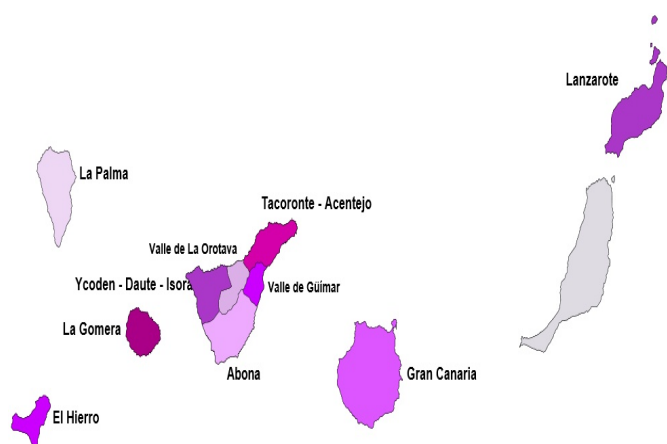 Lanzarote
La Palma
Tacoronte - Acentejo
Valle de La Orotava
Ycoden - Daute - Isora
Valle de Güimar
La Gomera
Abona
Gran Canaria
El Hierro